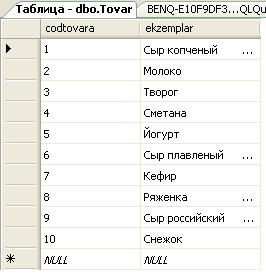 Таблица - dbo.Tovar BENQ-E10F9DF3...QLQu
codtovara ekzemplar
1 Сыр копченый ...
2 Молоко
3 Творог
4 Сметана
5 Йогурт
6 Сыр плавленый ...
7 Кефир
8 Ряженка ...
9 Сыр российский ...
10 Снежок
NULL NULL